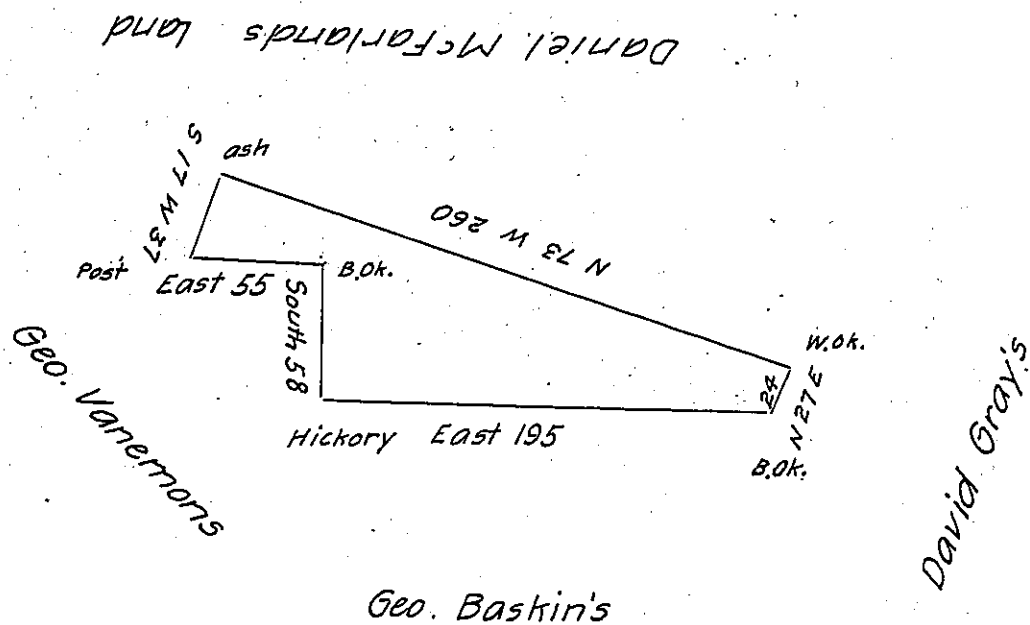 Daniel McFarlands land
ash
S 17 W 37
N 73 W 260
Post
East 55
B.Ok.
South 58
W.Ok.
24
N 27 E
Hickory East 195
B.Ok.
Geo. Vanemons
David Gray's
Geo. Baskin's